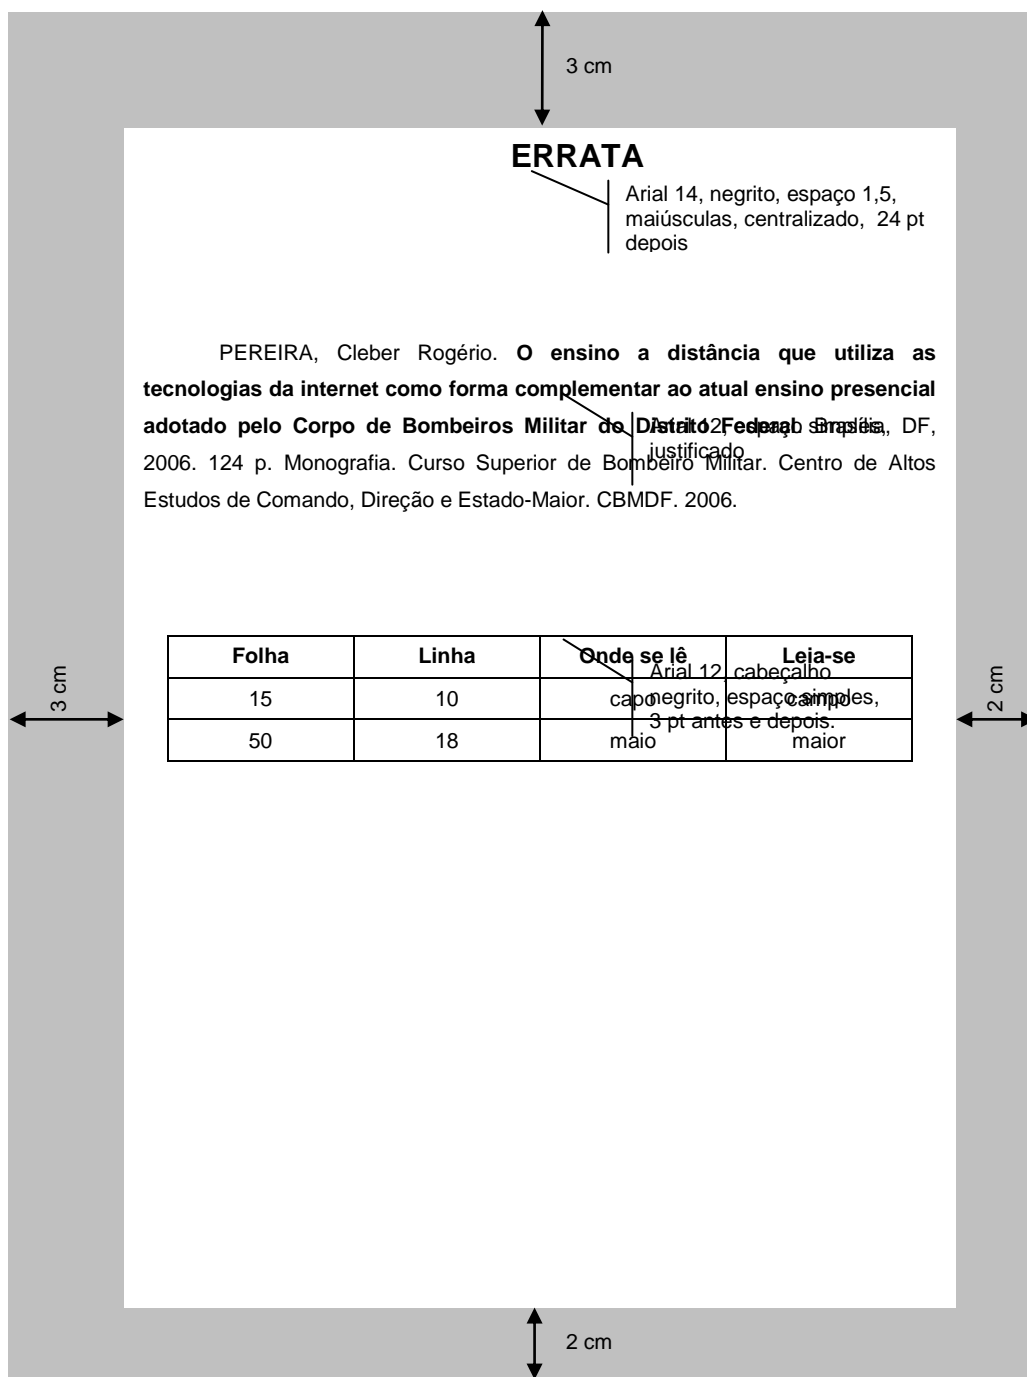 3 cm
ERRATA
Arial 14, negrito, espaço 1,5,
maiúsculas, centralizado, 24 pt
depois
PEREIRA, Cleber Rogério. O ensino a distância que utiliza as
tecnologias da internet como forma complementar ao atual ensino presencial
adotado pelo Corpo de Bombeiros Militar do Distrito Federal. Brasília, DF,
2006. 124 p. Monografia. Curso Superior de Bombeiro Militar. Centro de Altos
Estudos de Comando, Direção e Estado-Maior. CBMDF. 2006.
Arial 12, espaço simples,
justificado
Folha Linha Onde se lê Leia-se
15 10 capo campo
50 18 maio maior
Arial 12, cabeçalho
negrito, espaço simples,
3 pt antes e depois.
3 cm
2 cm
2 cm